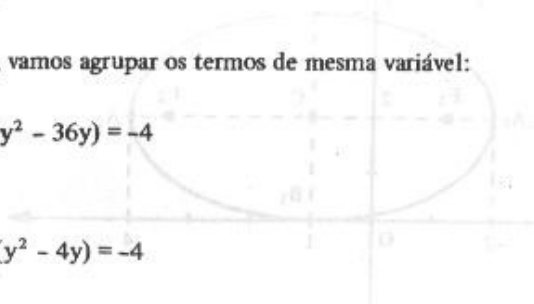 vamos agrupar os termos de mesma variável:
y² – 36y) = –4
(y² – 4y) = –4